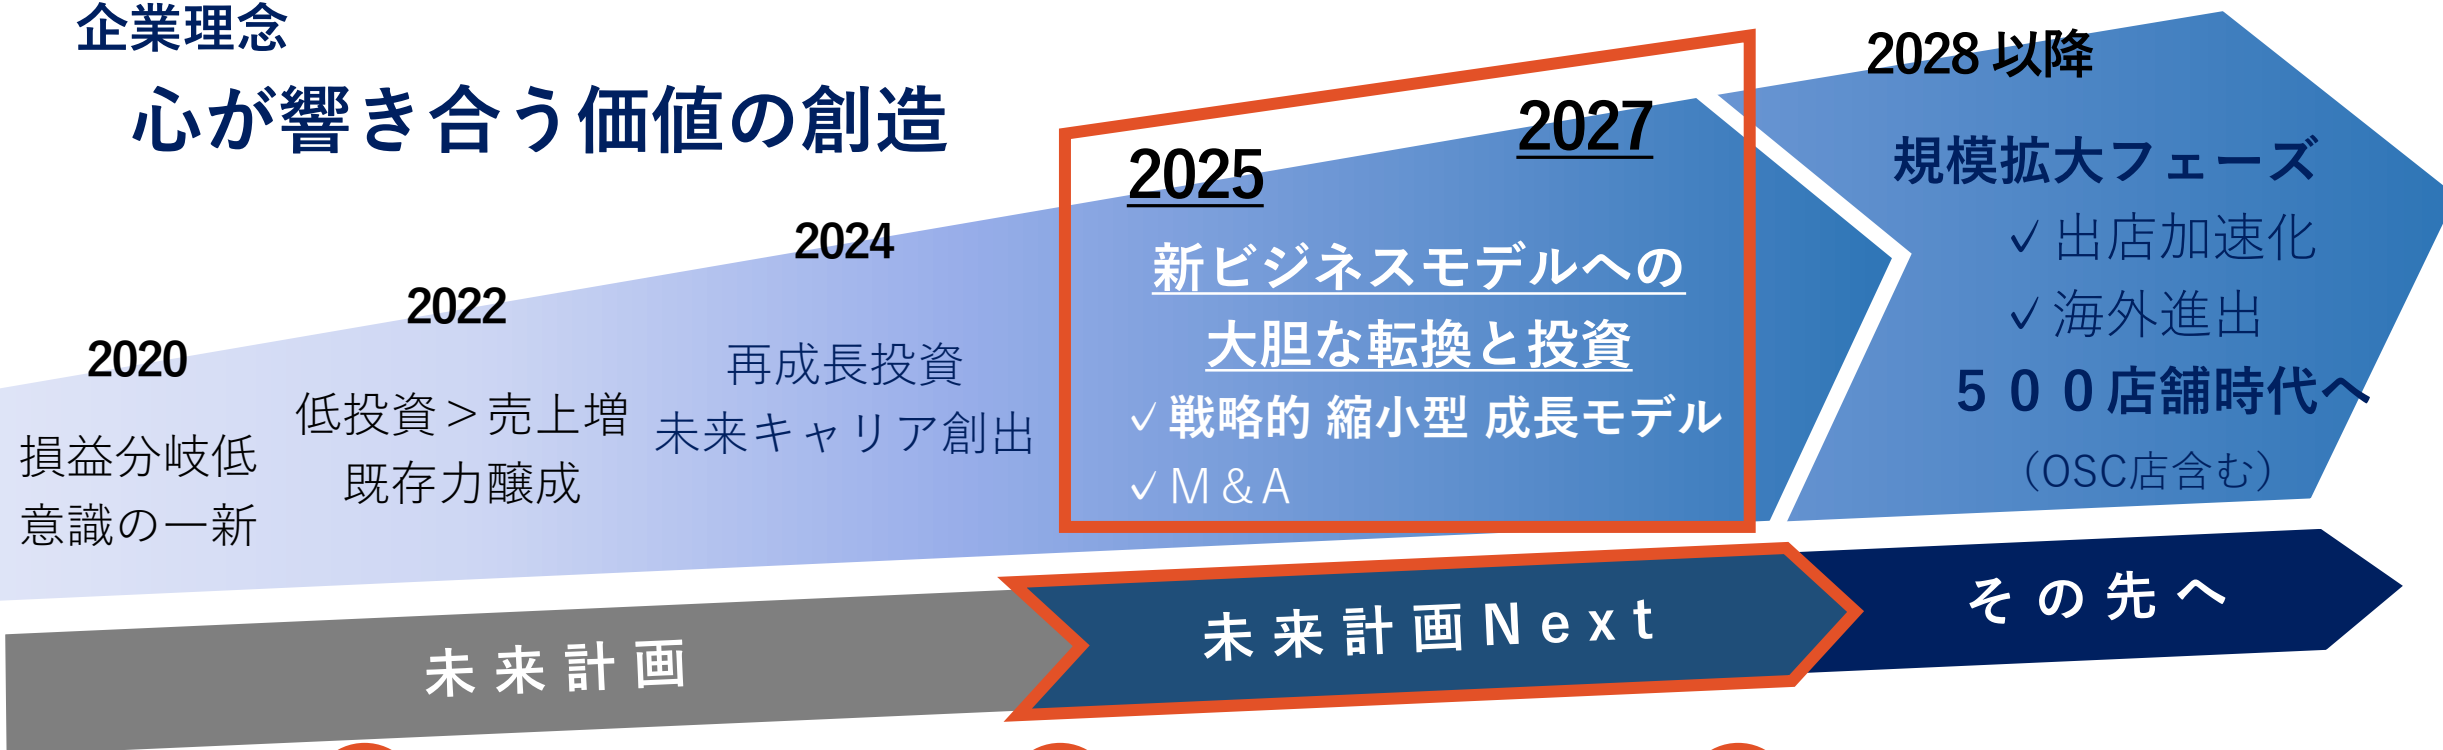 企業理念
心が響き合う価値の創造
2020
損益分岐低
意識の一新
2022
低投資＞売上増
既存力醸成
2024
再成長投資
未来キャリア創出
2025
2027
新ビジネスモデルへの
大胆な転換と投資
✓戦略的 縮小型 成長モデル
✓Ｍ＆Ａ
2028 以降
規模拡大フェーズ
✓出店加速化
✓海外進出
５００店舗時代へ
（OSC店含む）
未来計画
未来計画Ｎｅｘｔ
その先へ